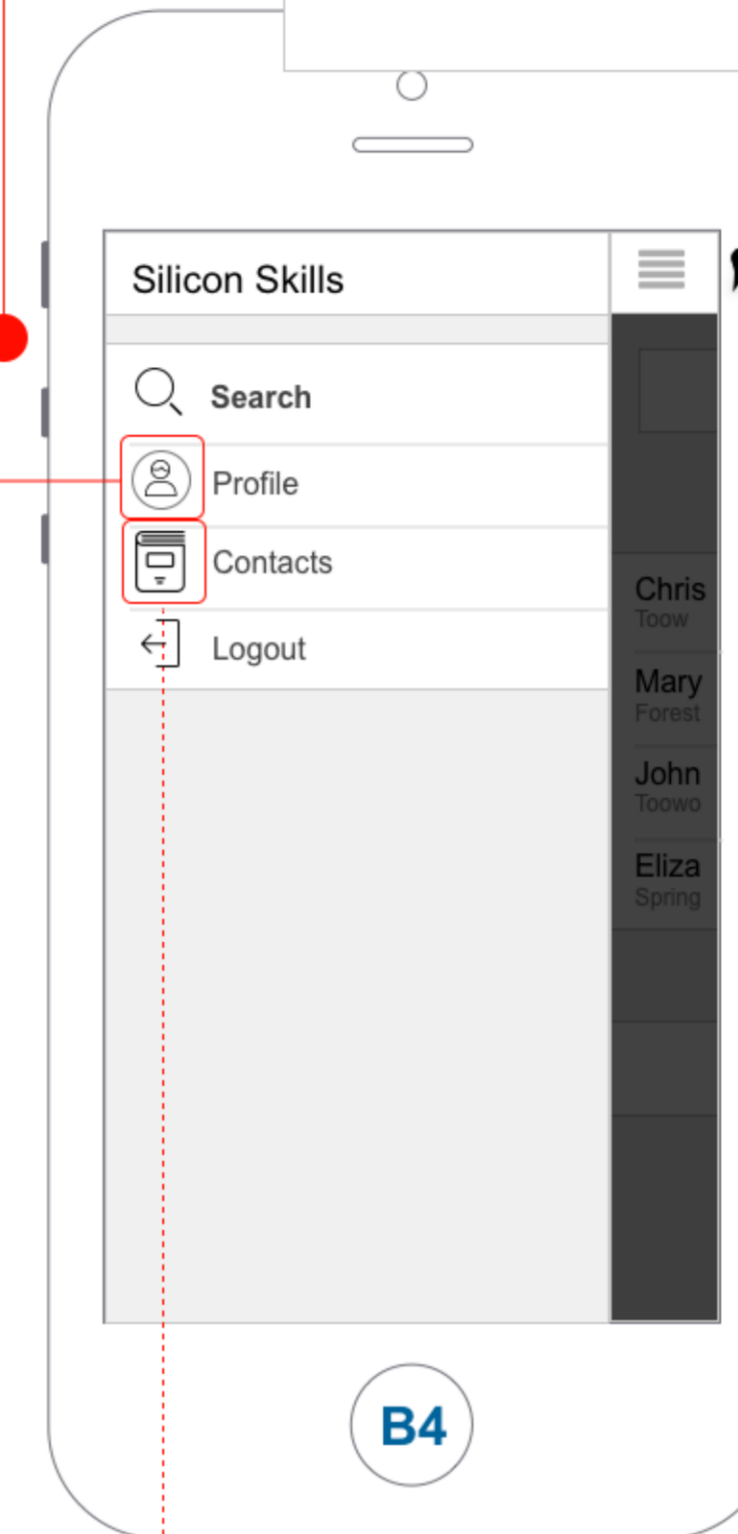 Silicon Skills
Search
Profile
Contacts
Logout
Chris
Toow
Mary
Forest
John
Toowo
Eliza
Spring
B4